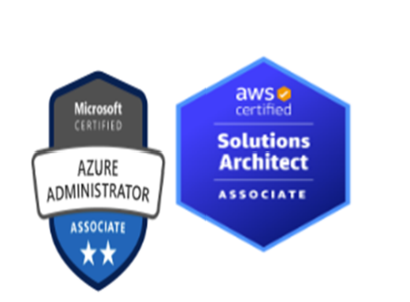 Microsoft
CERTIFIED
AZURE
ADMINISTRATOR
ASSOCIATE
aws
certified
Solutions
Architect
ASSOCIATE